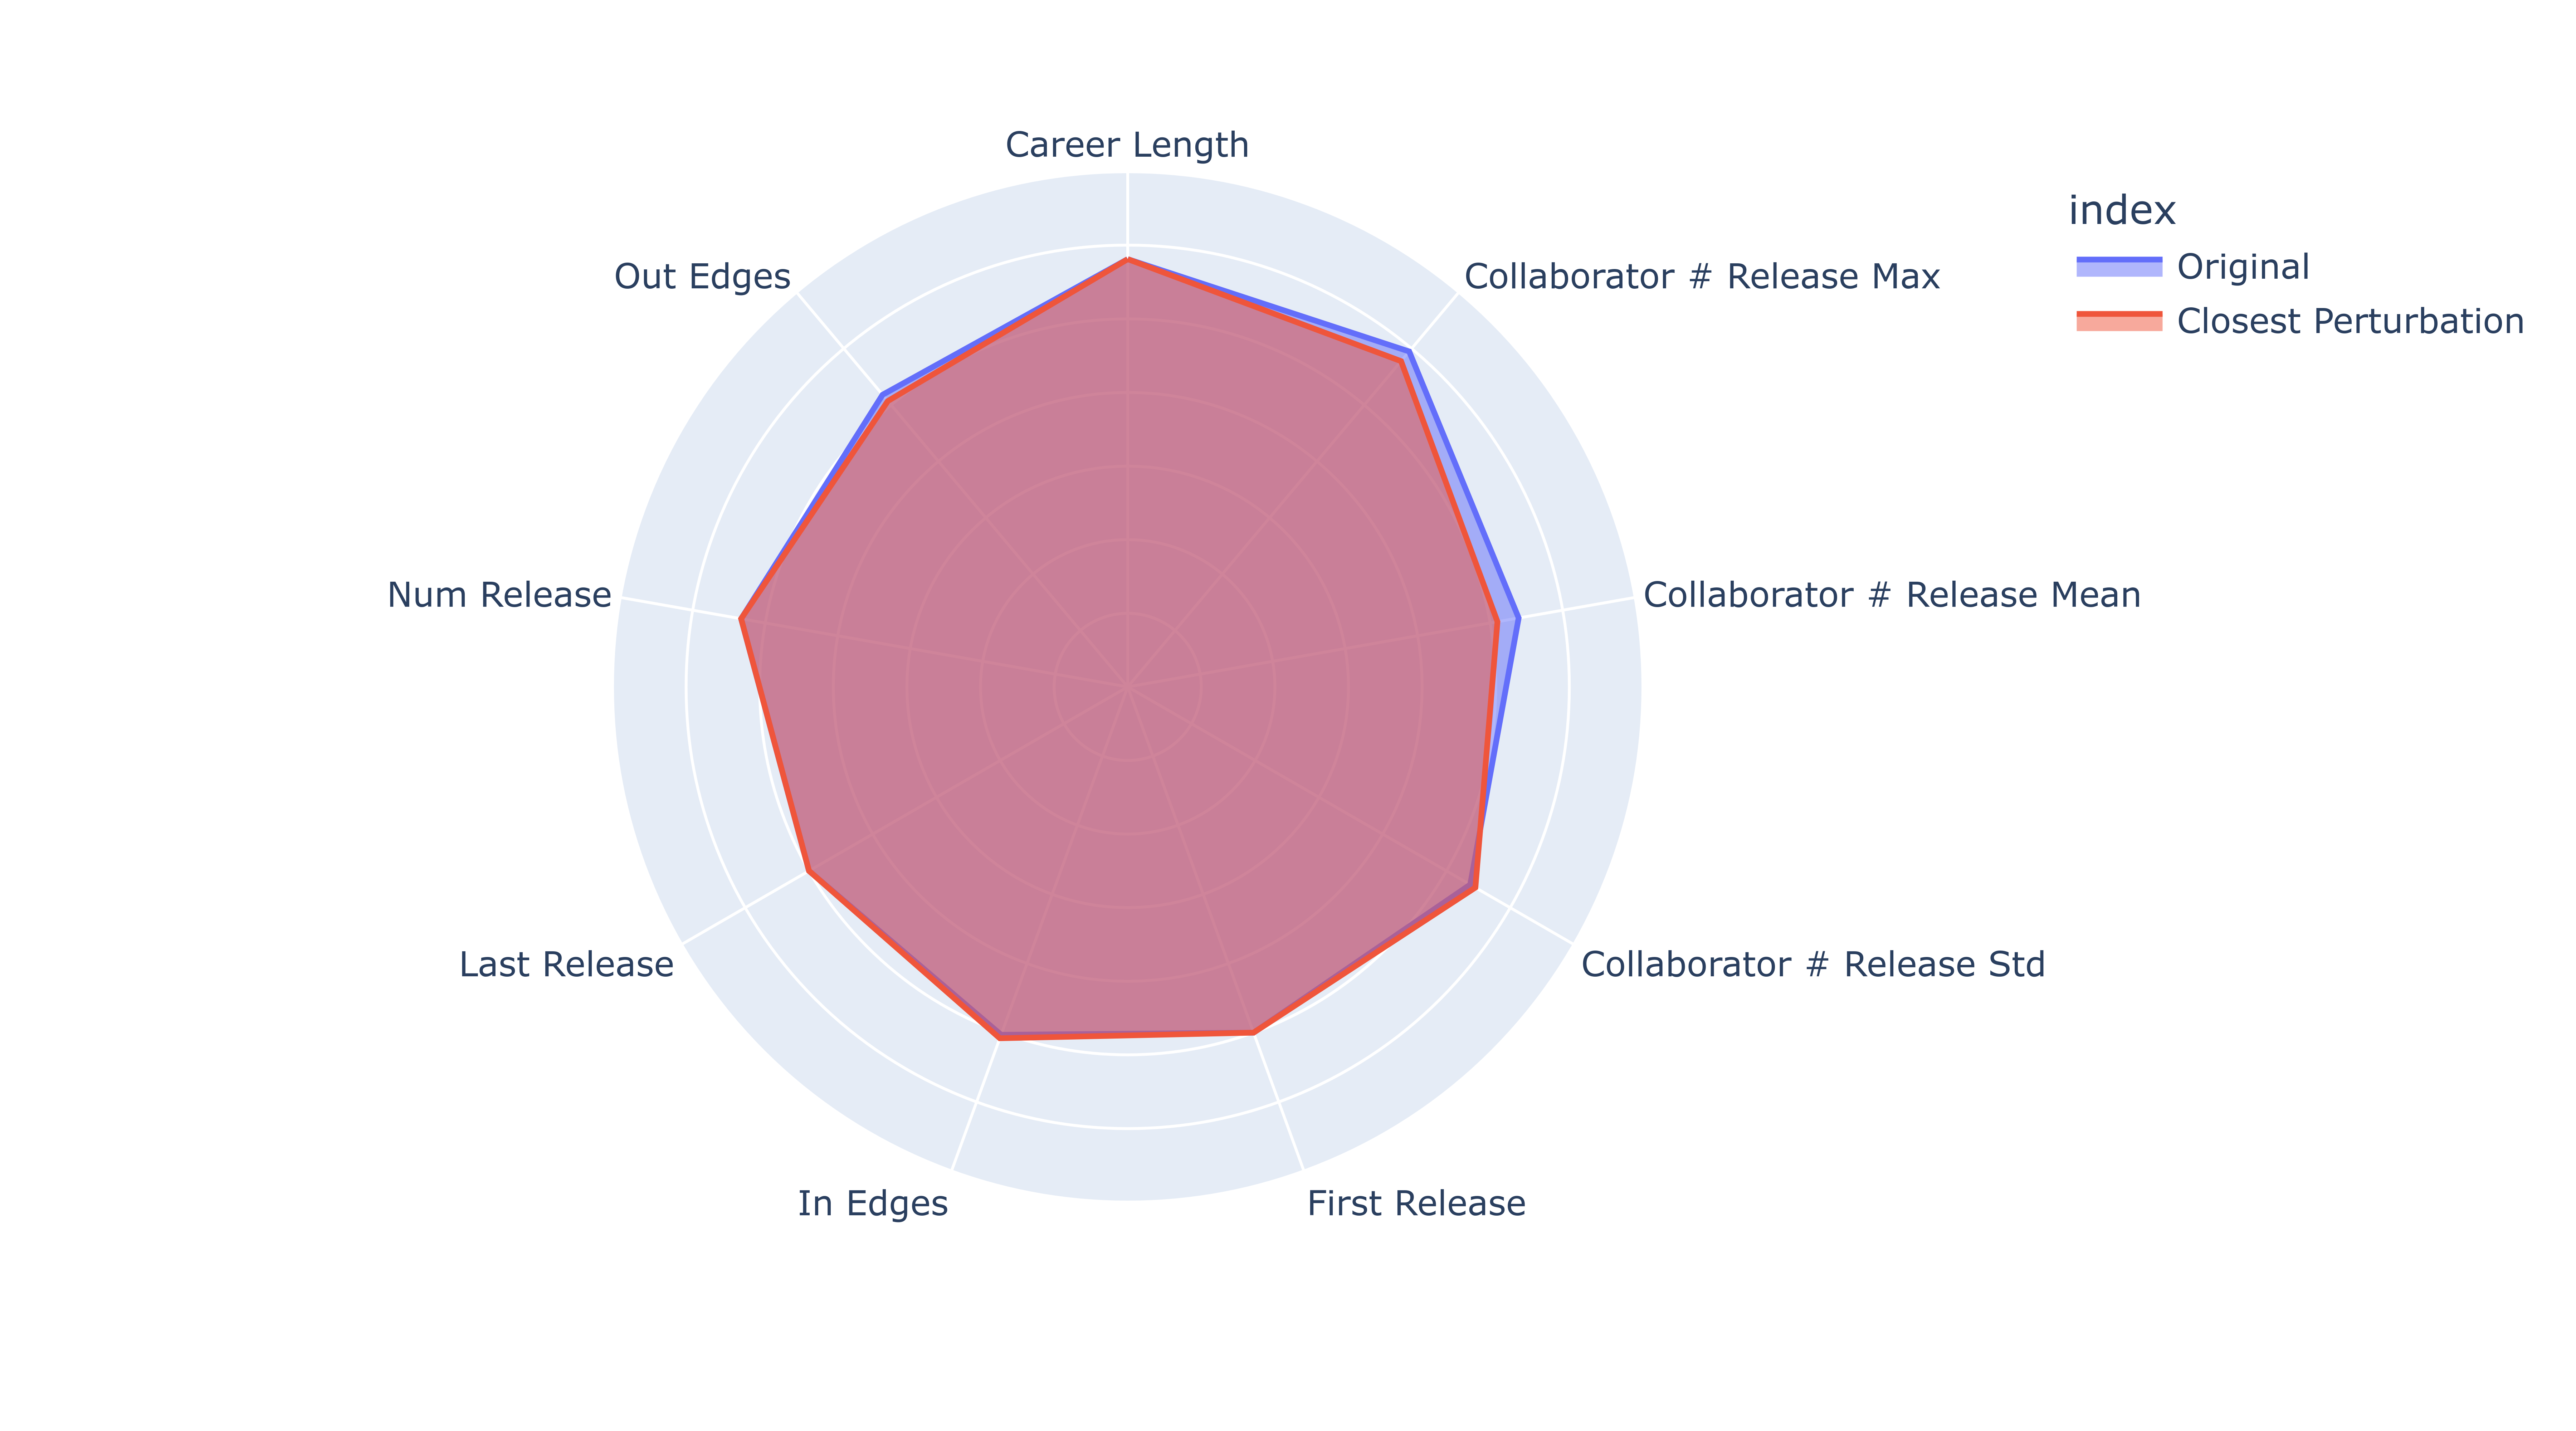 Career Length
Out Edges
Collaborator # Release Max
Num Release
Collaborator # Release Mean
Last Release
Collaborator # Release Std
In Edges
First Release
index
Original
Closest Perturbation